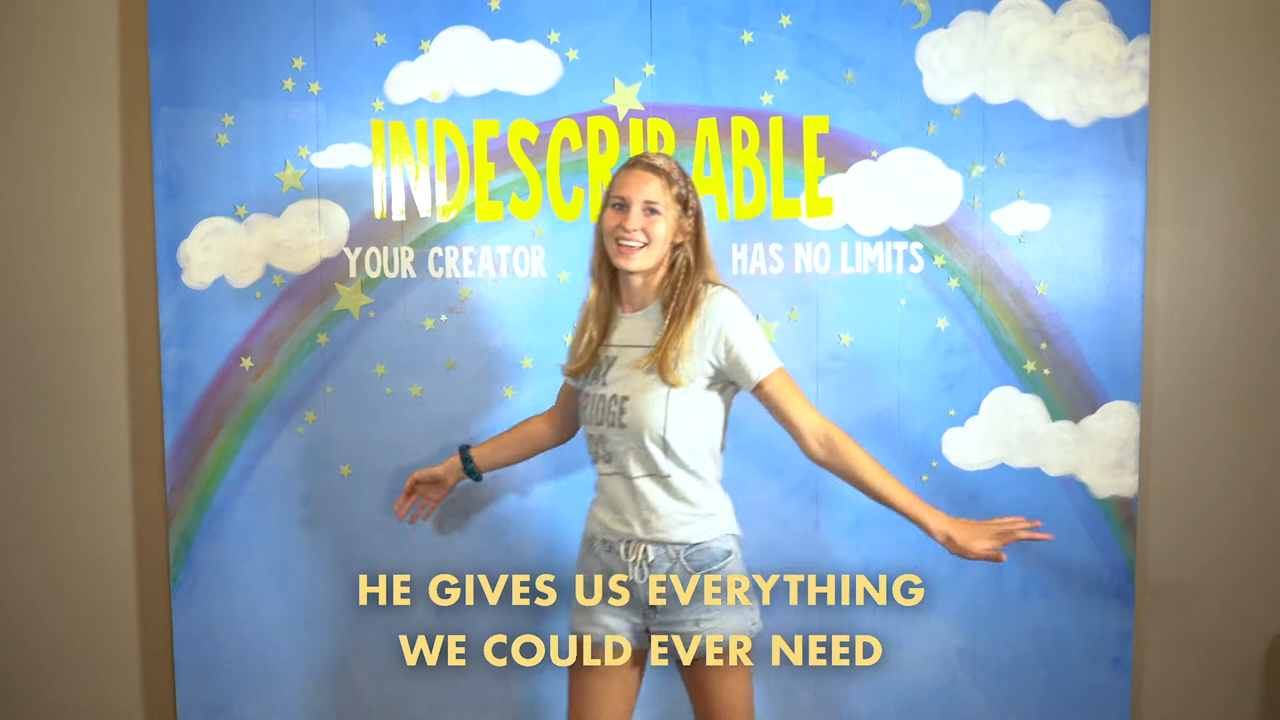 INDESCRIBABLE
YOUR CREATOR HAS NO LIMITS
HE GIVES US EVERYTHING
WE COULD EVER NEED